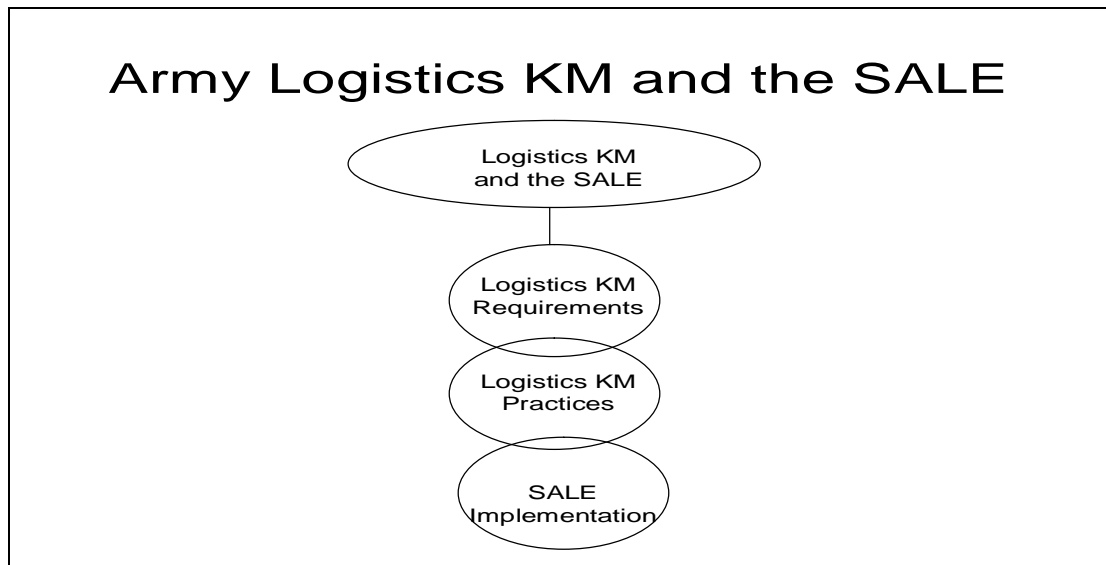 Army Logistics KM and the SALE
Logistics KM
and the SALE
Logistics KM
Requirements
Logistics KM
Practices
SALE
Implementation